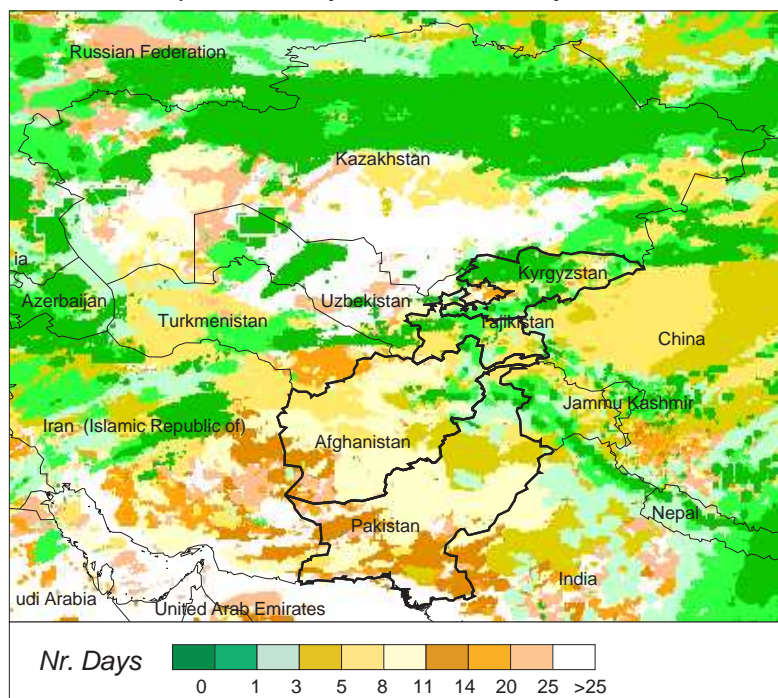 Russian Federation
Kazakhstan
ia
Kyrgyzstan
Azerbaijan
Uzbekistan
Turkmenistan
Tajikistan
China
Jammu Kashmir
Iran (Islamic Republic of)
Afghanistan
Nepal
Pakistan
India
udi Arabia
United Arab Emirates
Nr. Days
0 1 3 5 8 11 14 20 25 >25